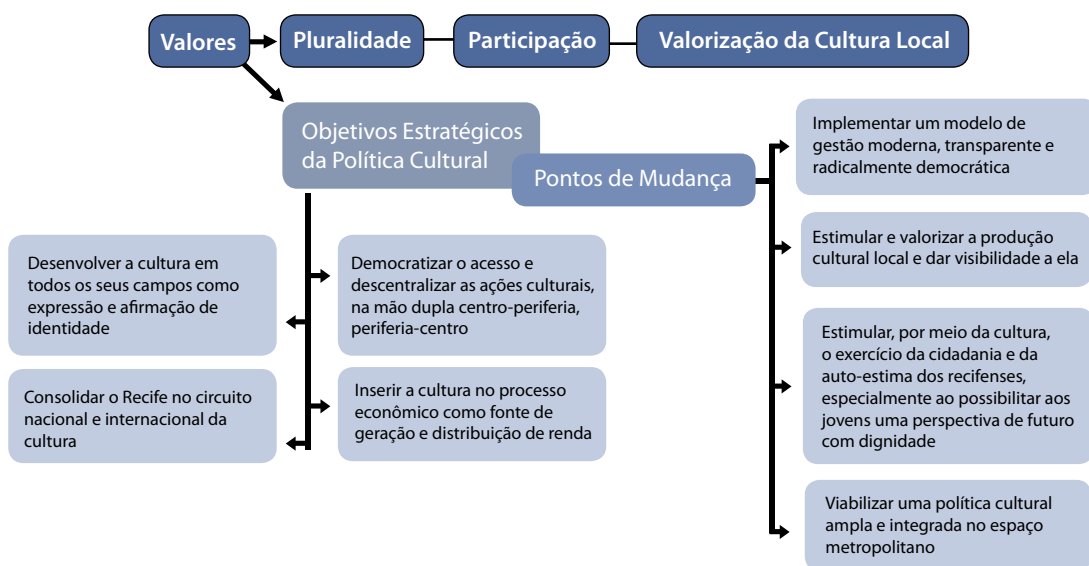 Valores
Pluralidade
Participação
Valorização da Cultura Local
Objetivos Estratégicos
da Política Cultural
Pontos de Mudança
Desenvolver a cultura em
todos os seus campos como
expressão e afirmação de
identidade
Democratizar o acesso e
descentralizar as ações culturais,
na mão dupla centro-periferia,
periferia-centro
Consolidar o Recife no circuito
nacional e internacional da
cultura
Inserir a cultura no processo
econômico como fonte de
geração e distribuição de renda
Implementar um modelo de
gestão moderna, transparente e
radicalmente democrática
Estimular e valorizar a produção
cultural local e dar visibilidade a ela
Estimular, por meio da cultura,
o exercício da cidadania e da
auto-estima dos recifenses,
especialmente ao possibilitar aos
jovens uma perspectiva de futuro
com dignidade
Viabilizar uma política cultural
ampla e integrada no espaço
metropolitano